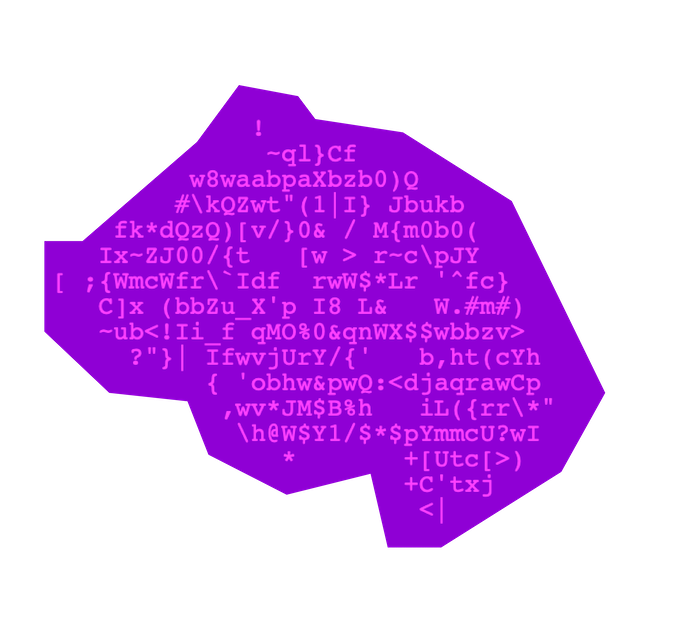 !
~ql}Cf
w8waabpaXbzb0)Q
#\kQZwt"(1|I} Jbukb
fk*dQzQ)[v/}0& / M{m0b0(
Ix~ZJ00/{t   [w > r~c\pJY
[ ;{WmcWfr\`Idf  rwW$*Lr '^fc}
C]x (bbZu_X'p I8 L&   W.#m#)
~ub<!Ii_f qMO%0&qnWX$$wbbzv>
?"}| IfwvjUrY/{'   b,ht(cYh
{ 'obhw&pwQ:<djaqrawCp
,wv*JM$B%h   iL({rr\*"
\h@W$Y1/$*$pYmmcU?wI
*       +[Utc[>)
+C'txj
<|